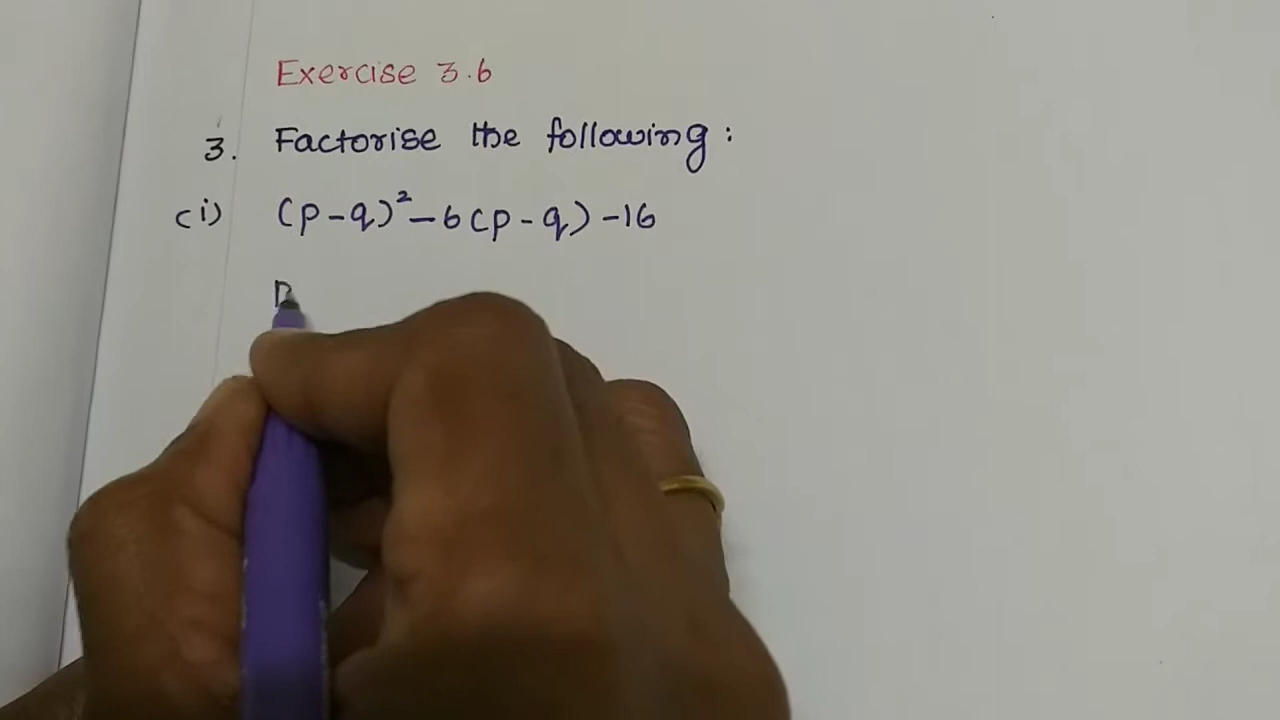 Exercise 3.6
3. Factorise the following:
(i) (p-q)²-6(p-q)-16